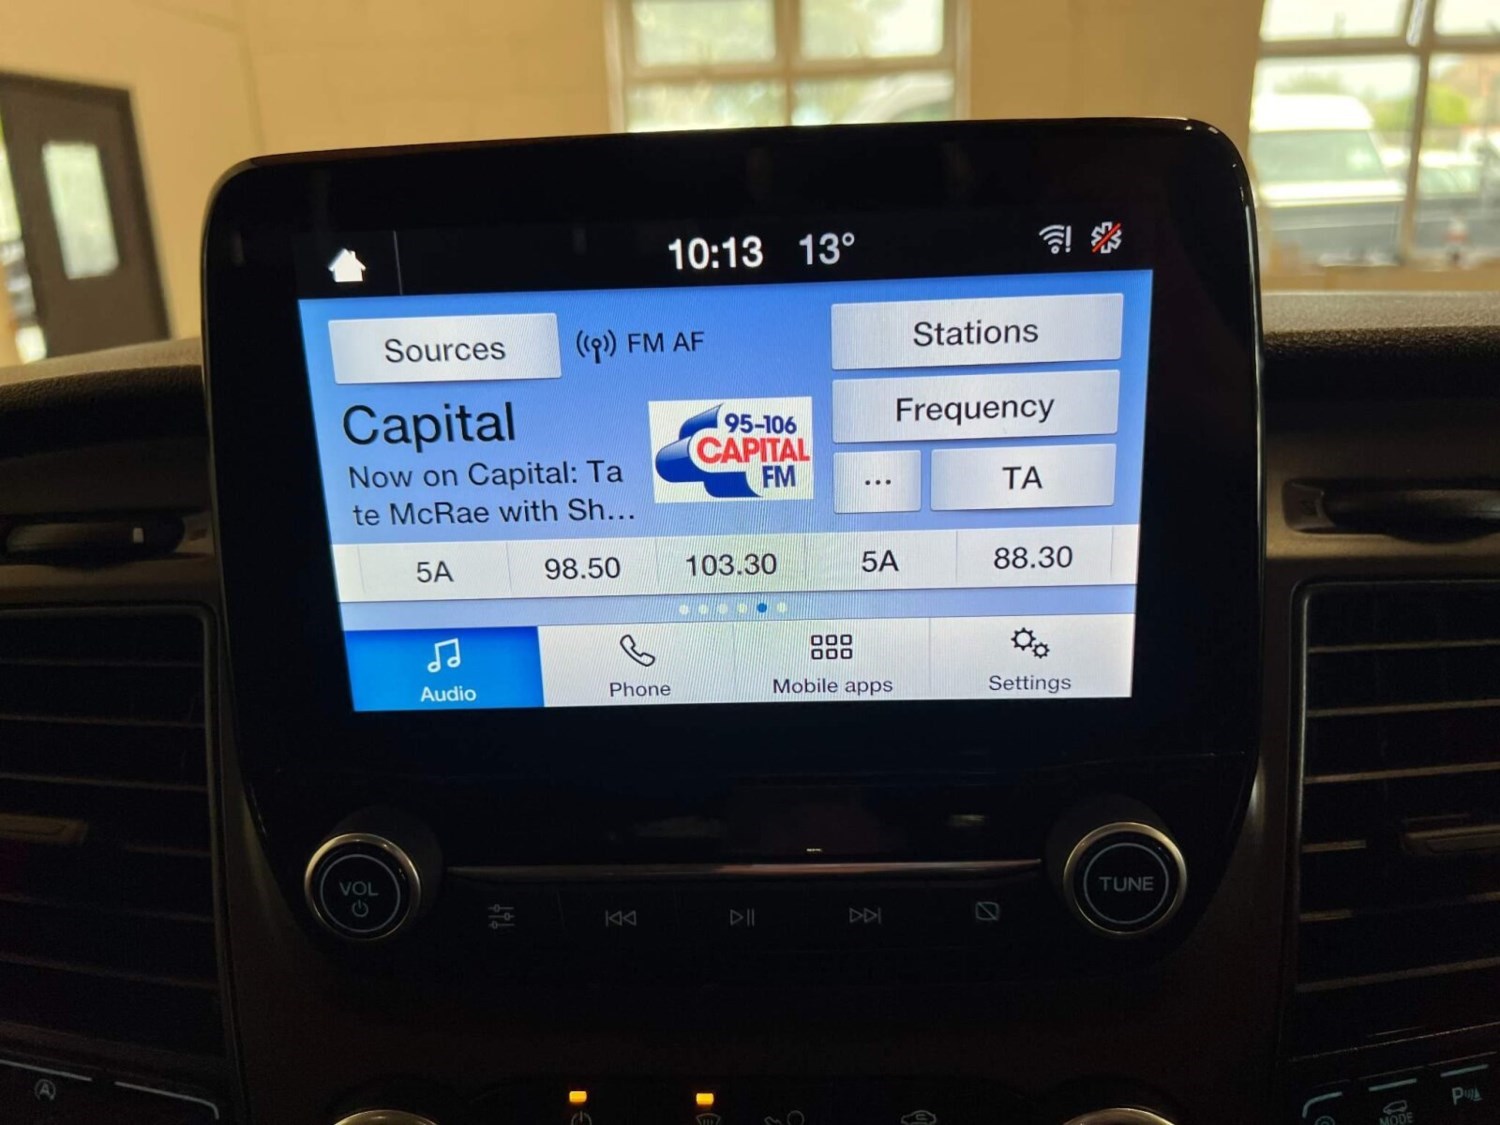 10:13 13°
Sources
FM AF
Stations
Capital
95-106
CAPITAL
FM
Frequency
Now on Capital: Ta
te McRae with Sh...
...
TA
5A
98.50
103.30
5A
88.30
Audio
Phone
Mobile apps
Settings
VOL
TUNE
A
MODE
P